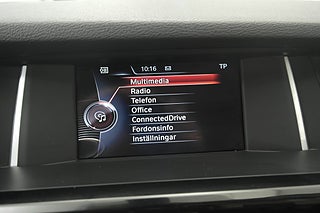 10:16 TP
Multimedia
Radio
Telefon
Office
ConnectedDrive
Fordonsinfo
Inställningar